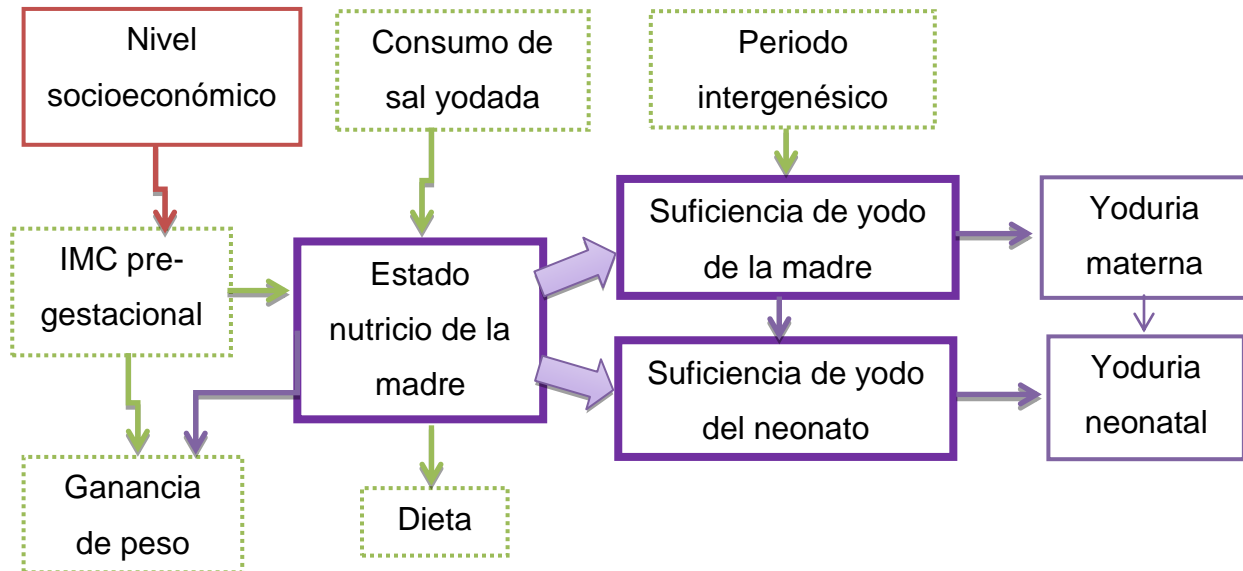 Nivel
socioeconómico
Consumo de
sal yodada
Periodo
intergenésico
IMC pre-
gestacional
Estado
nutricio de la
madre
Suficiencia de yodo
de la madre
Yoduria
materna
Suficiencia de yodo
del neonato
Yoduria
neonatal
Ganancia
de peso
Dieta